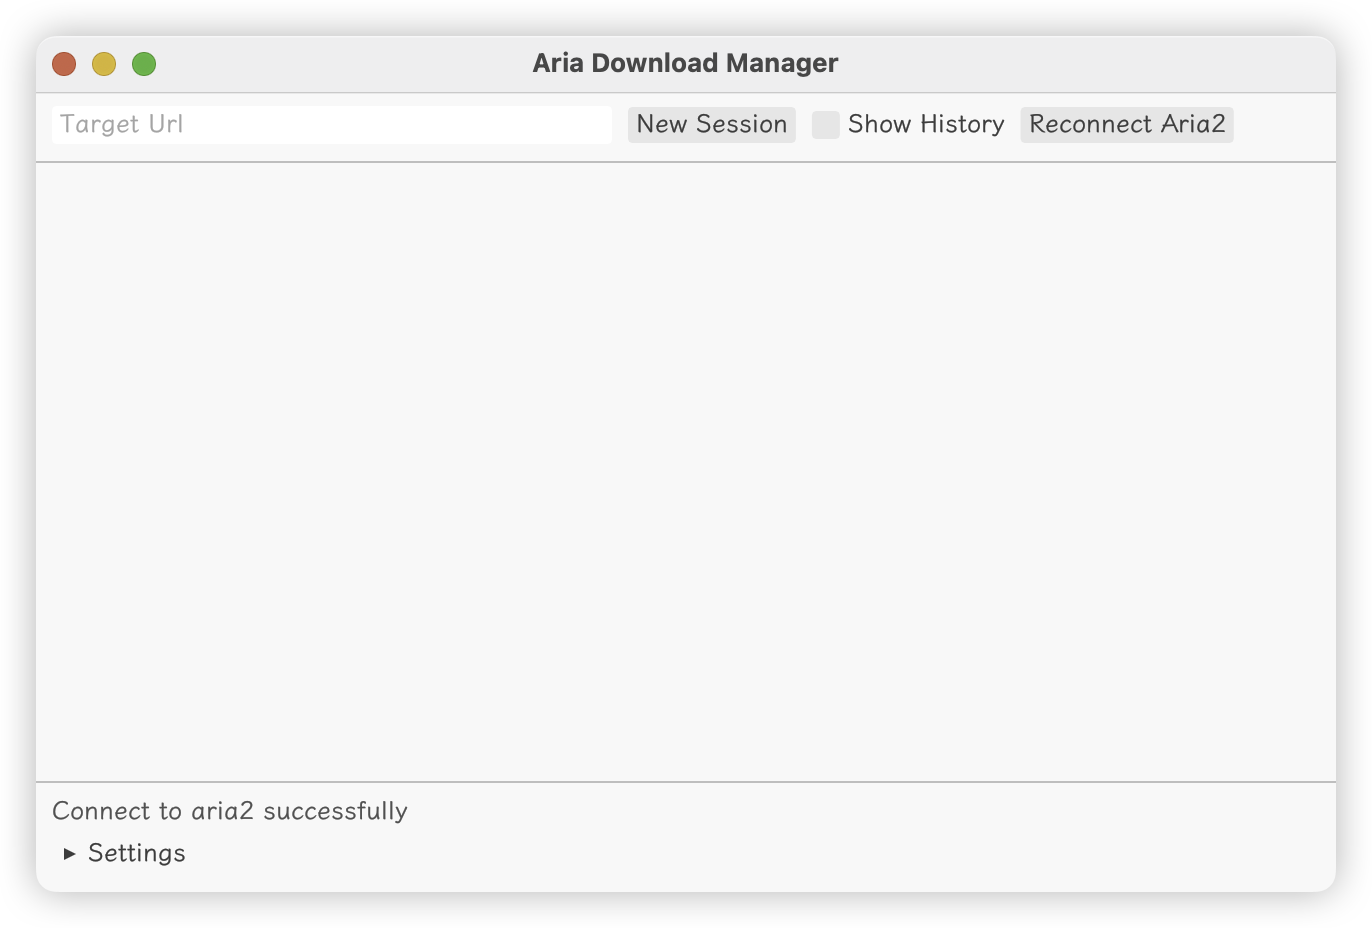 Aria Download Manager
Target Url New Session Show History Reconnect Aria2
Connect to aria2 successfully
Settings